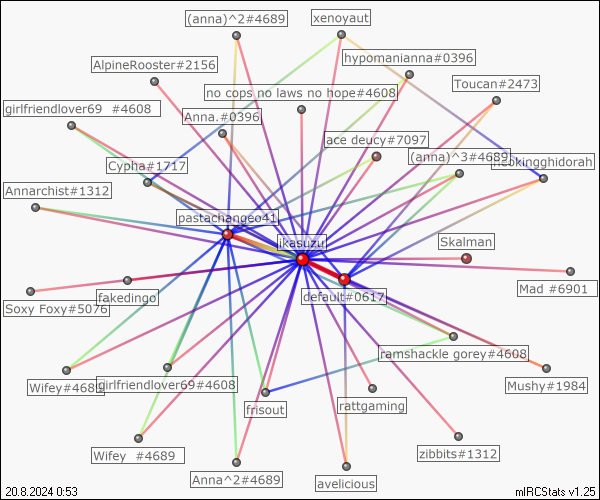 (anna)^2#4689
xenoyaut
hypomanianna#0396
AlpineRooster#2156
Toucan#2473
no cops no laws no hope#4608
girlfriendlover69 #4608
Anna.#0396
ace deucy#7097
(anna)^3#4689
Cypha#1717
Annarchist#1312
pastachangeo41
ikasuzu
Skalman
Mad #6901
default#0617
fakedingo
Soxy Foxy#5076
ramshackle gorey#4608
Wifey#4689
girlfriendlover69#4608
Mushy#1984
frisout
rattgaming
Wifey #4689
zibbits#1312
Anna^2#4689
avelicious
20.8.2024 0:53
mIRCStats v1.25